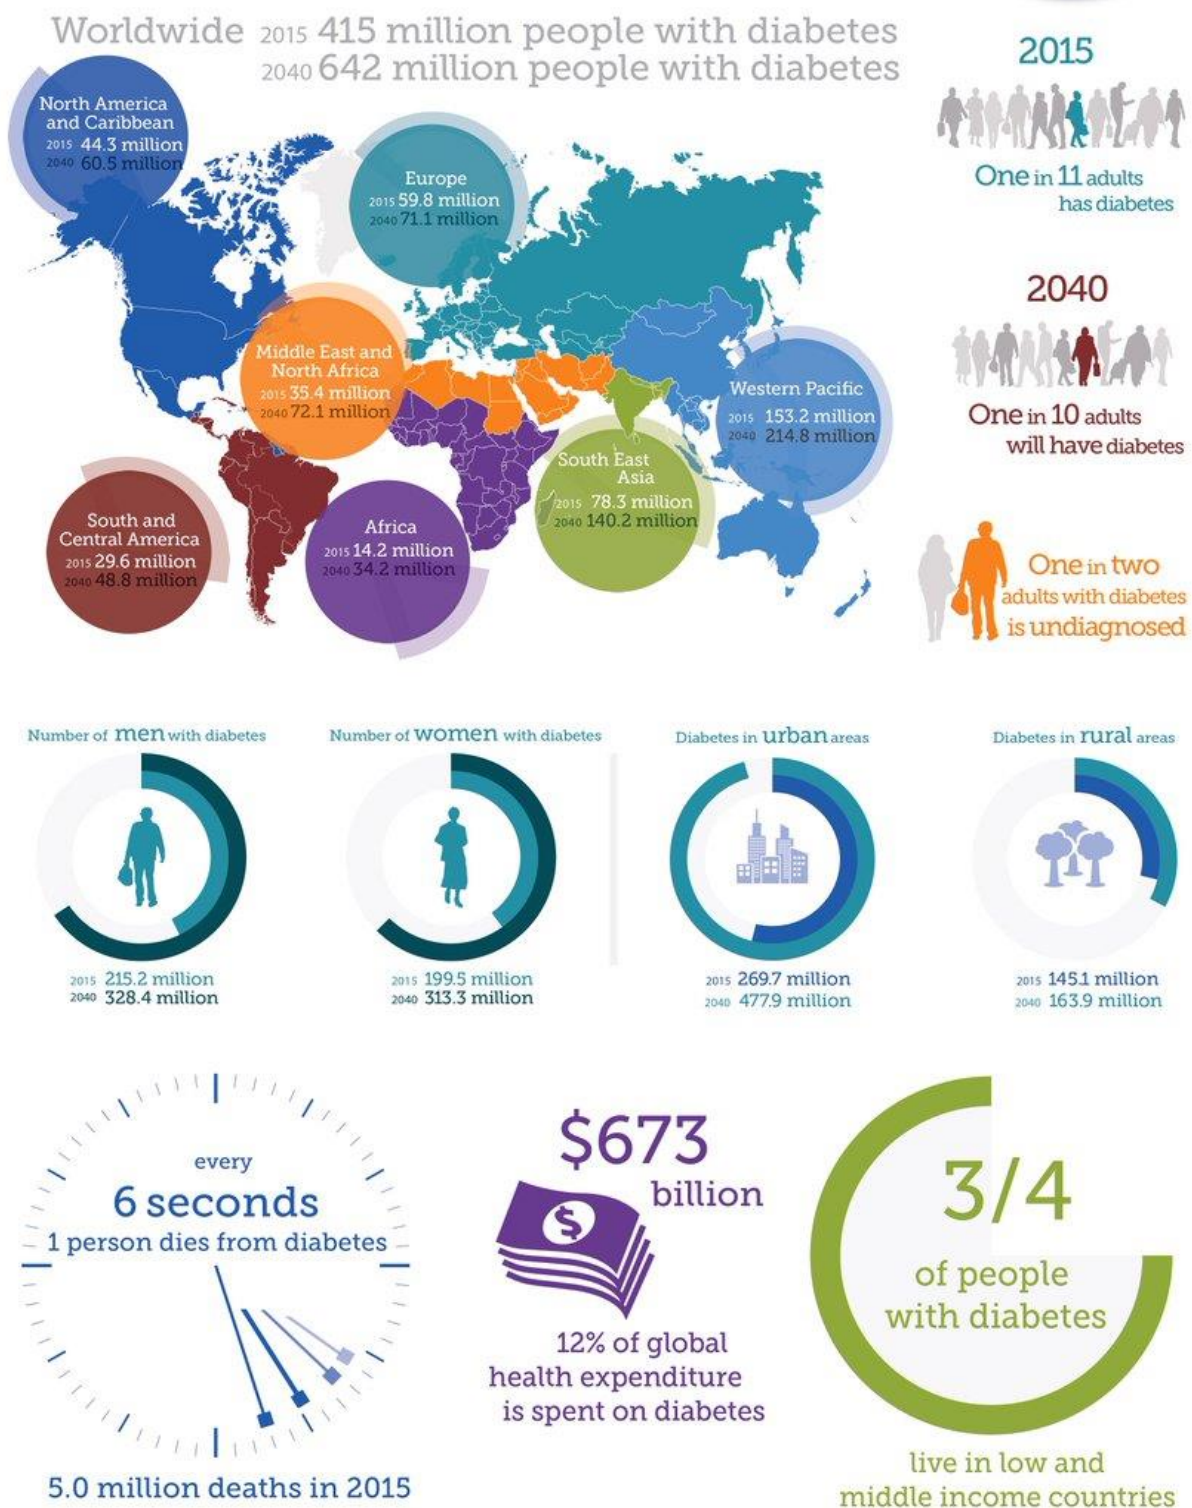 Worldwide 2015 415 million people with diabetes
2040 642 million people with diabetes
North America
and Caribbean
2015 44.3 million
2040 60.5 million
Europe
2015 59.8 million
2040 71.1 million
Middle East and
North Africa
2015 35.4 million
2040 72.1 million
Western Pacific
2015 153.2 million
2040 214.8 million
South East
Asia
2015 78.3 million
2040 140.2 million
South and
Central America
2015 29.6 million
2040 48.8 million
Africa
2015 14.2 million
2040 34.2 million
2015
One in 11 adults
has diabetes
2040
One in 10 adults
will have diabetes
One in two
adults with diabetes
is undiagnosed
Number of men with diabetes
2015 215.2 million
2040 328.4 million
Number of women with diabetes
2015 199.5 million
2040 313.3 million
Diabetes in urban areas
2015 269.7 million
2040 477.9 million
Diabetes in rural areas
2015 145.1 million
2040 163.9 million
every
6 seconds
1 person dies from diabetes
5.0 million deaths in 2015
$673
billion
$
12% of global
health expenditure
is spent on diabetes
3/4
of people
with diabetes
live in low and
middle income countries